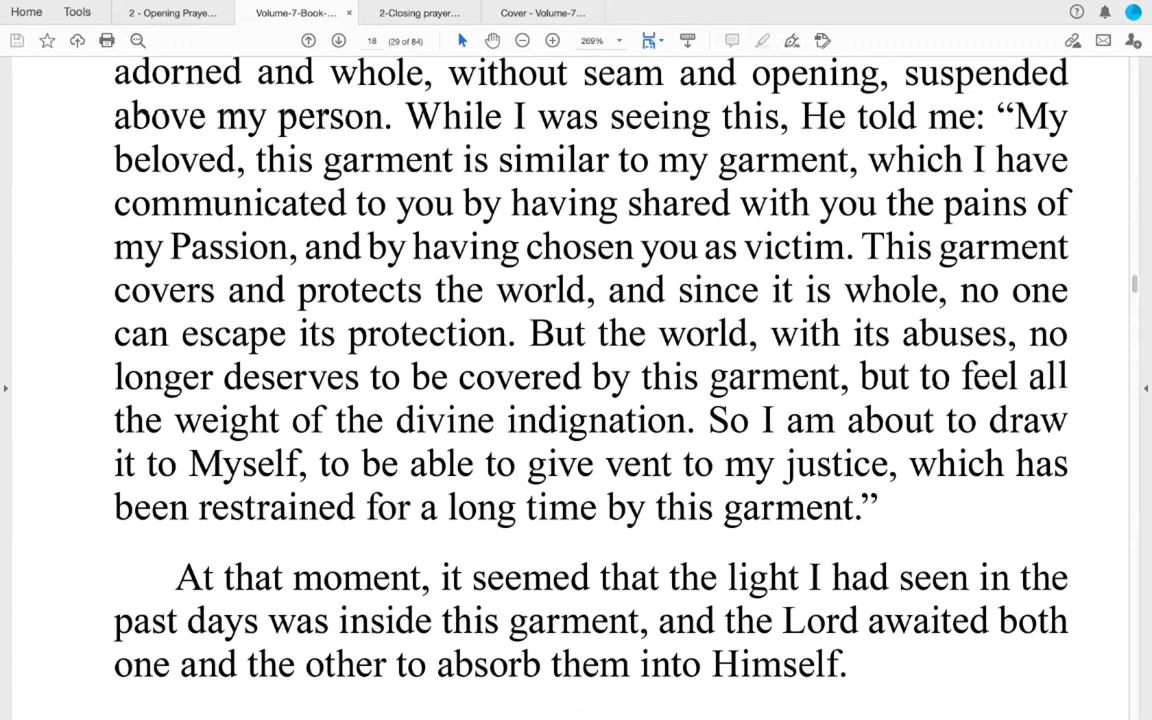 Home Tools 2 - Opening Praye... Volume-7-Book-... × 2-Closing prayer... Cover - Volume-7...
18 (29 of 84) 269%
adorned and whole, without seam and opening, suspended
above my person. While I was seeing this, He told me: “My
beloved, this garment is similar to my garment, which I have
communicated to you by having shared with you the pains of
my Passion, and by having chosen you as victim. This garment
covers and protects the world, and since it is whole, no one
can escape its protection. But the world, with its abuses, no
longer deserves to be covered by this garment, but to feel all
the weight of the divine indignation. So I am about to draw
it to Myself, to be able to give vent to my justice, which has
been restrained for a long time by this garment.”
At that moment, it seemed that the light I had seen in the
past days was inside this garment, and the Lord awaited both
one and the other to absorb them into Himself.